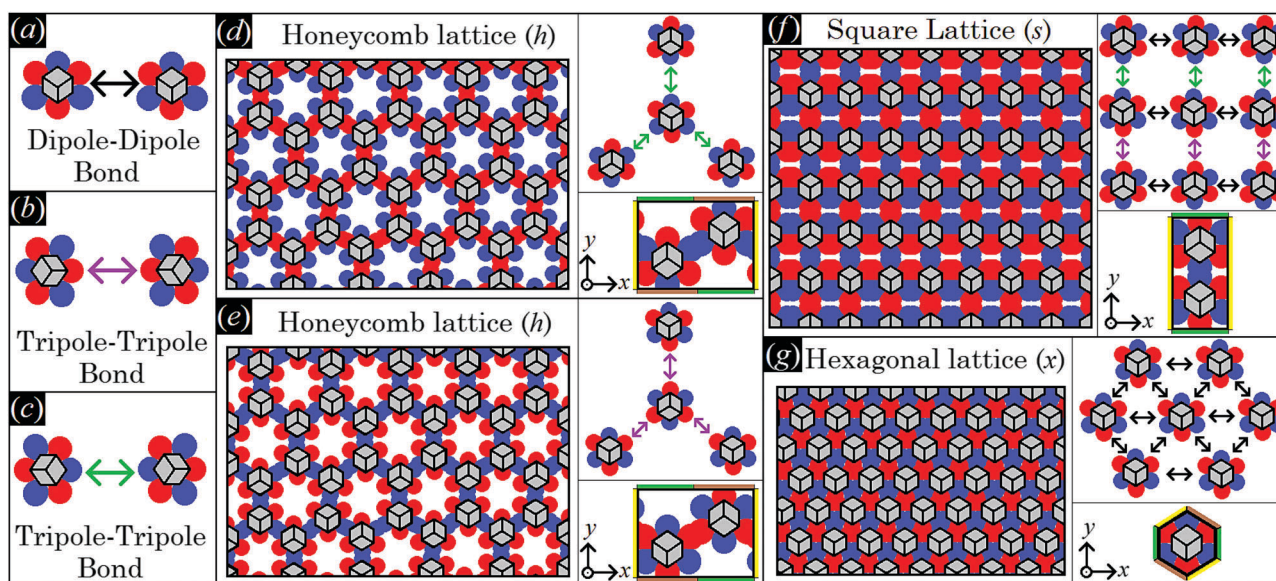 (a)
Dipole-Dipole
Bond
(b)
Tripole-Tripole
Bond
(c)
Tripole-Tripole
Bond
(d)
Honeycomb lattice (h)
y
x
(e)
Honeycomb lattice (h)
y
x
(f)
Square Lattice (s)
y
x
(g)
Hexagonal lattice (x)
y
x